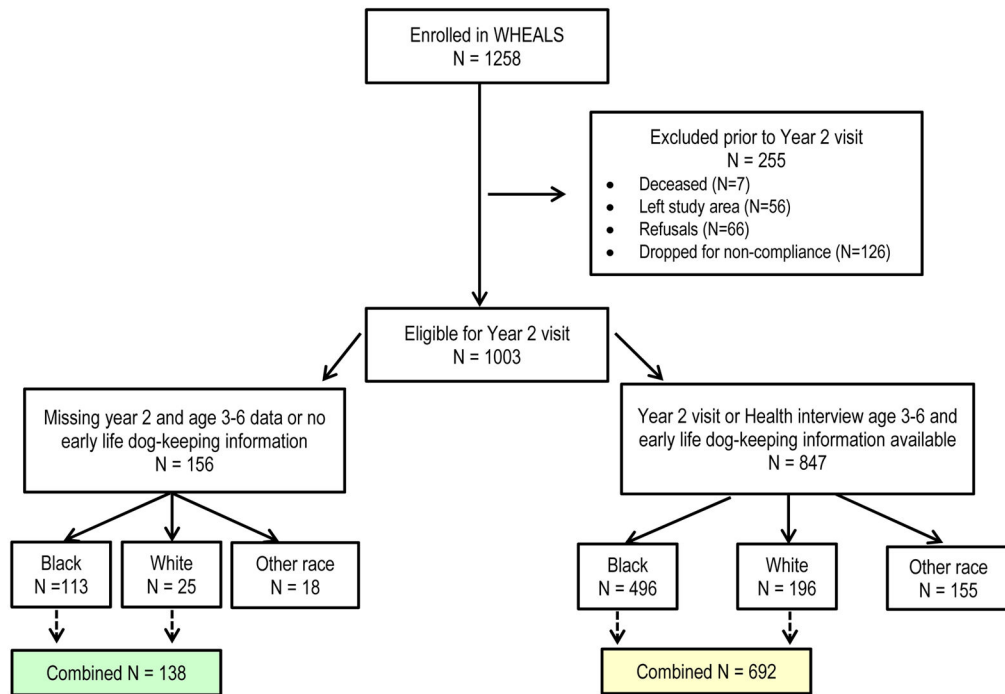 Enrolled in WHEALS
N = 1258
Excluded prior to Year 2 visit
N = 255
• Deceased (N=7)
• Left study area (N=56)
• Refusals (N=66)
• Dropped for non-compliance (N=126)
Eligible for Year 2 visit
N = 1003
Missing year 2 and age 3-6 data or no
early life dog-keeping information
N = 156
Year 2 visit or Health interview age 3-6 and
early life dog-keeping information available
N = 847
Black
N =113
White
N = 25
Other race
N = 18
Black
N = 496
White
N = 196
Other race
N = 155
Combined N = 138
Combined N = 692